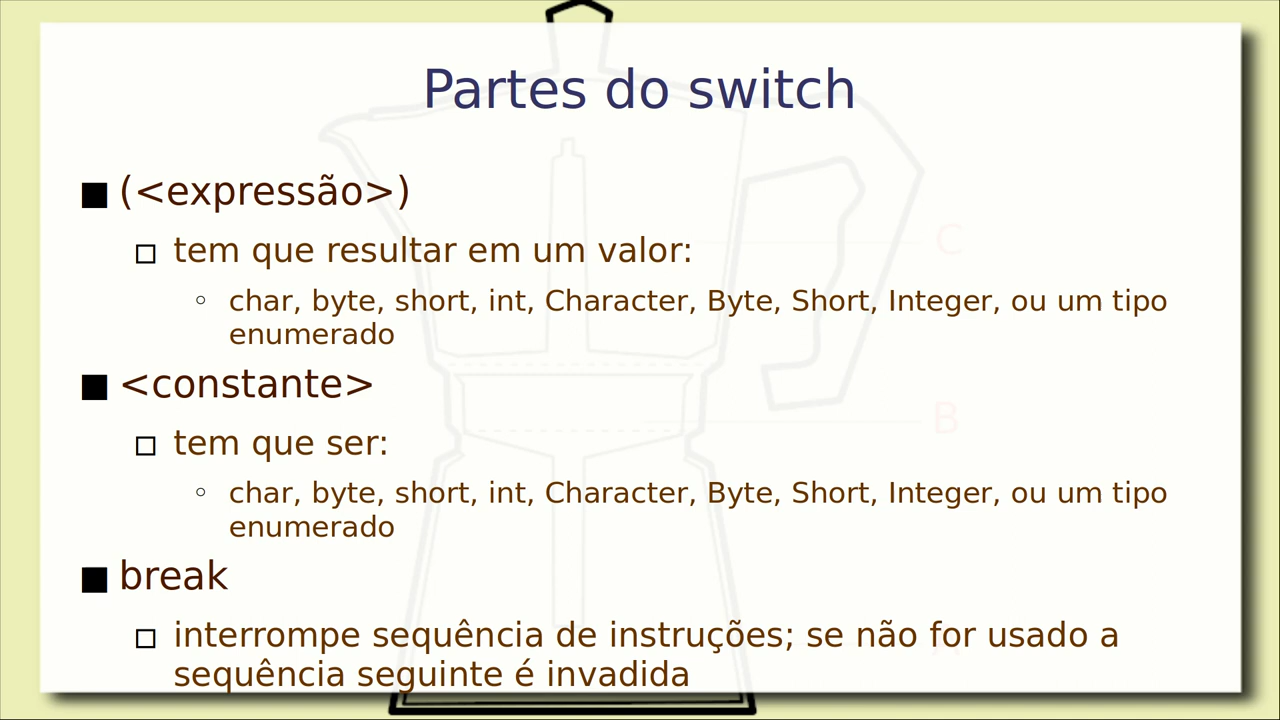 Partes do switch
(<expressão>)
tem que resultar em um valor:
char, byte, short, int, Character, Byte, Short, Integer, ou um tipo
enumerado
C
<constante>
B
tem que ser:
char, byte, short, int, Character, Byte, Short, Integer, ou um tipo
enumerado
break
interrompe sequência de instruções; se não for usado a
sequência seguinte é invadida